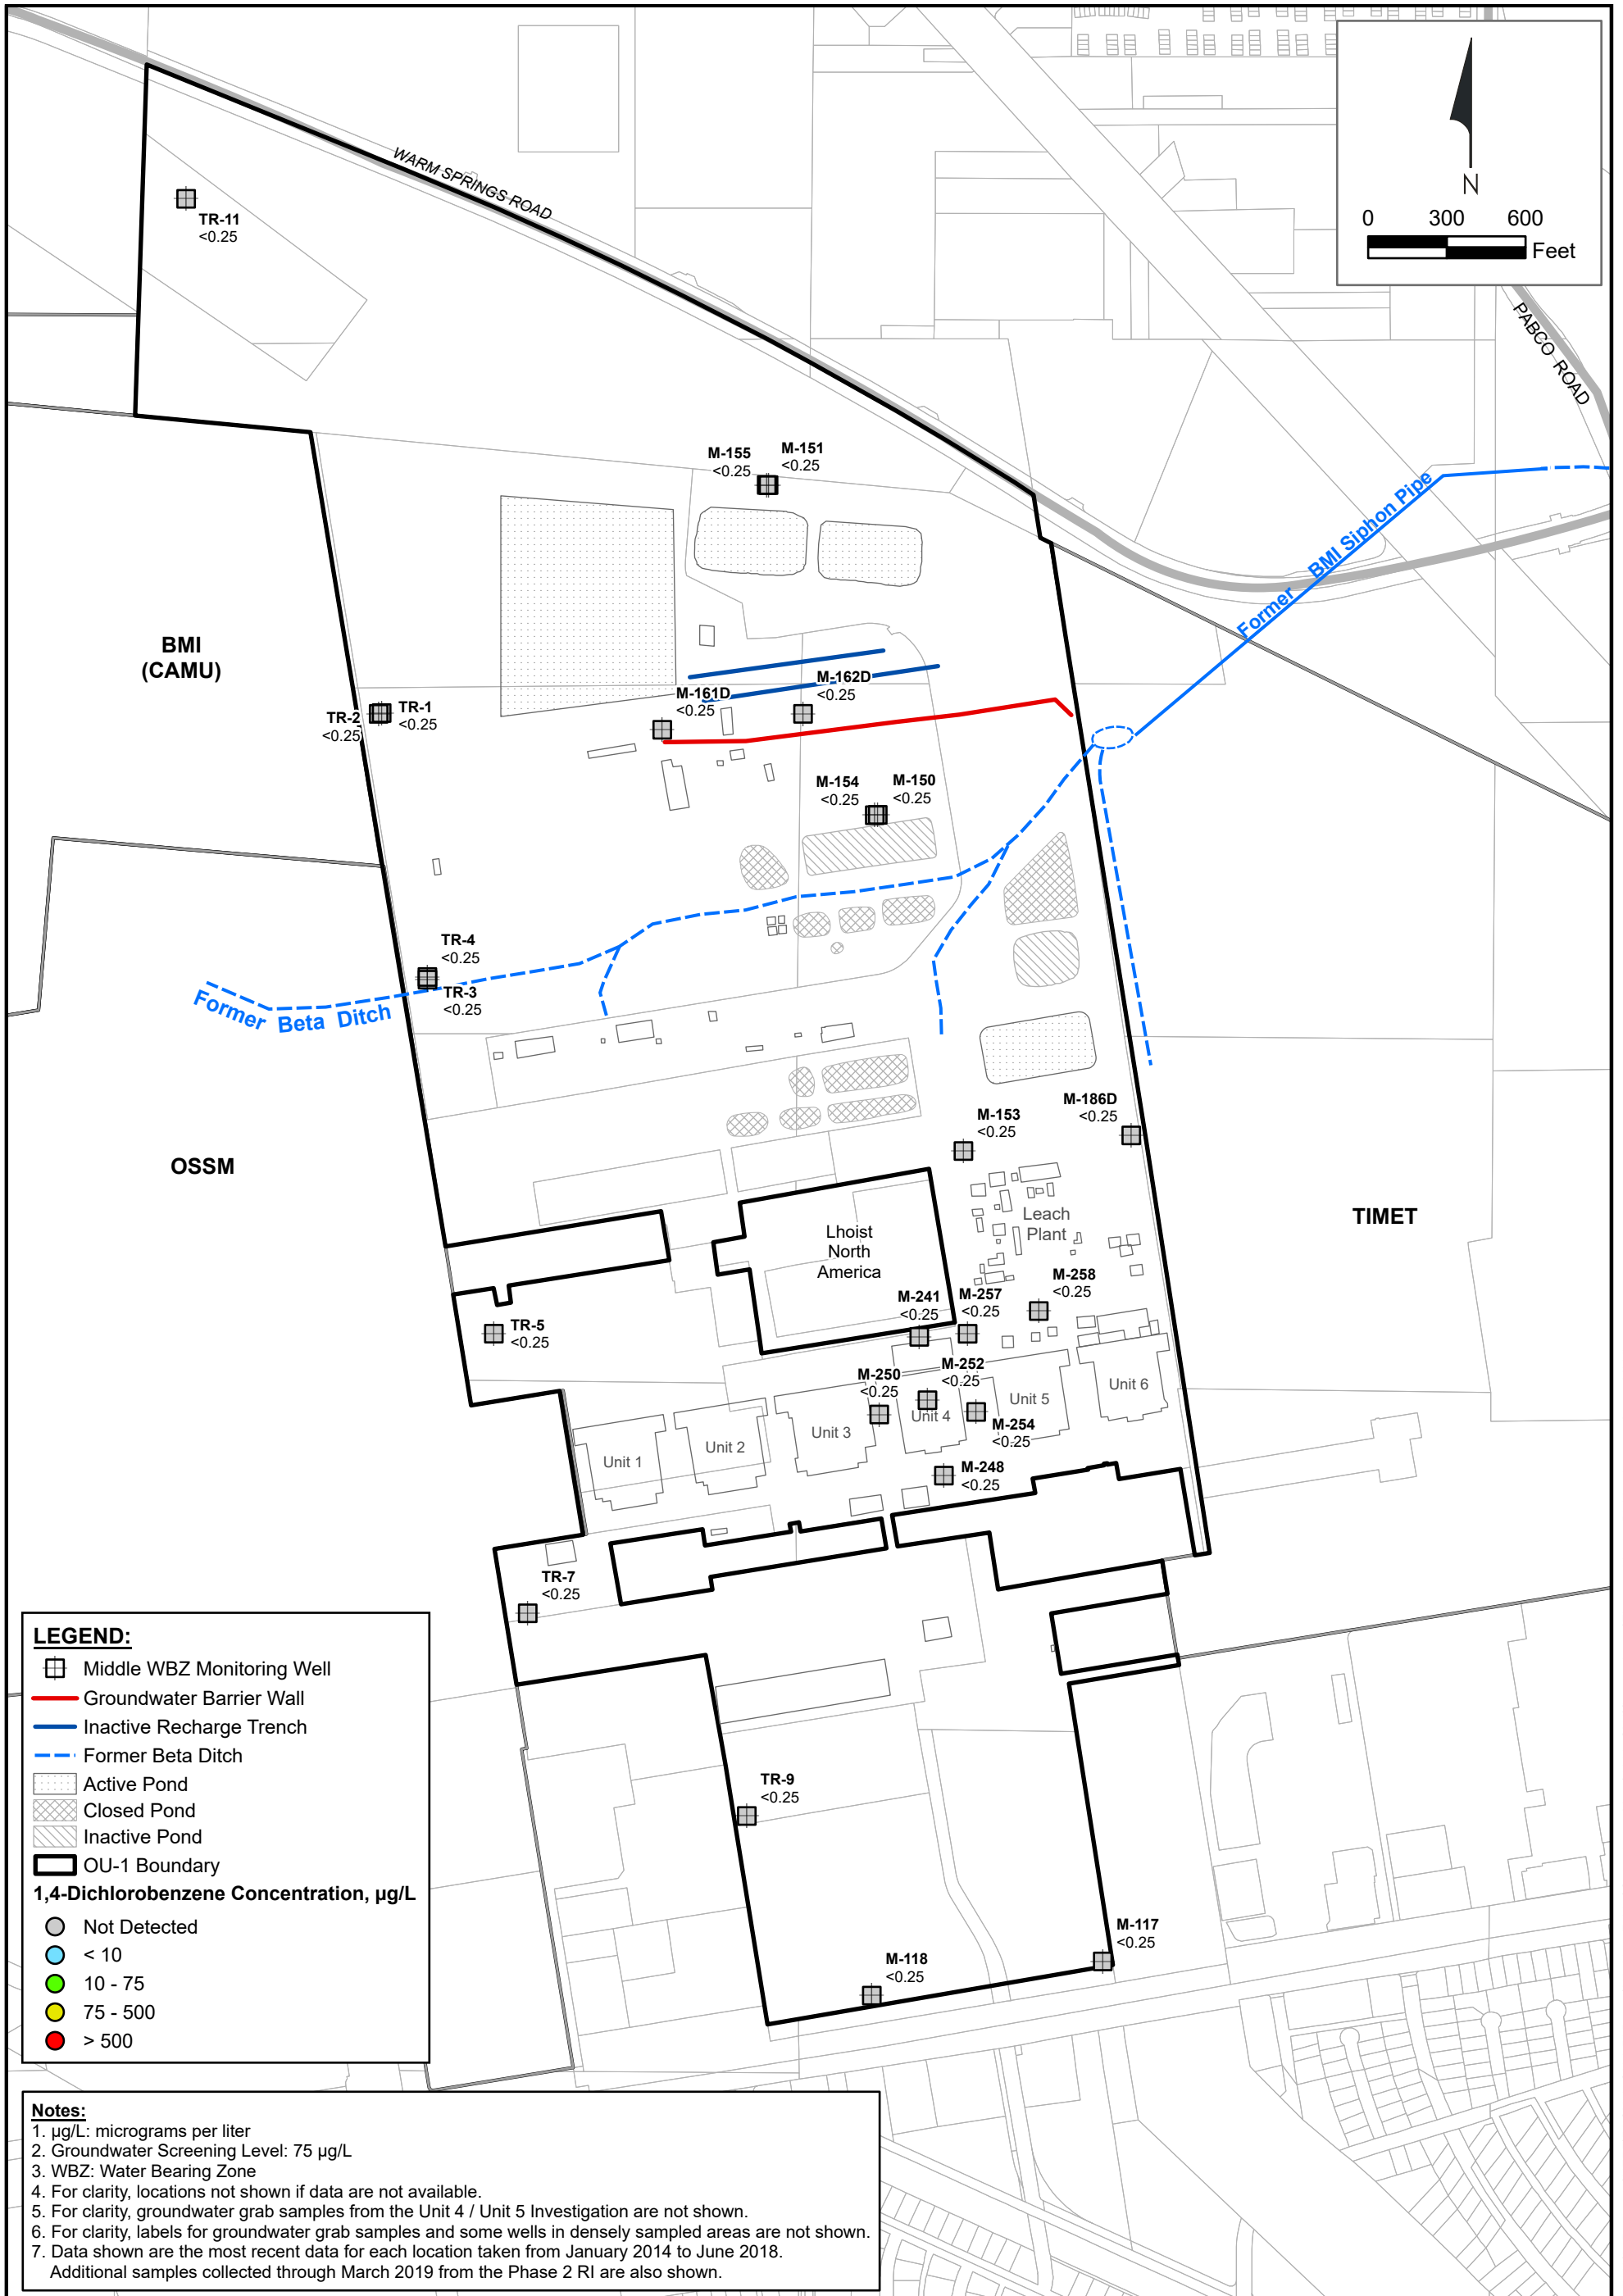 N
0 300 600
Feet
WARM SPRINGS ROAD
PABCO ROAD
TR-11
<0.25
M-155
<0.25
M-151
<0.25
Former BMI Siphon Pipe
BMI
(CAMU)
M-161D
<0.25
M-162D
<0.25
TR-2
<0.25
TR-1
<0.25
M-154
<0.25
M-150
<0.25
TR-4
<0.25
TR-3
<0.25
Former Beta Ditch
M-186D
<0.25
M-153
<0.25
OSSM
TIMET
Leach
Plant
Lhoist
North
America
M-258
<0.25
M-241
<0.25
M-257
<0.25
TR-5
<0.25
M-250
<0.25
M-252
<0.25
M-254
<0.25
Unit 1
Unit 2
Unit 3
Unit 4
Unit 5
Unit 6
M-248
<0.25
TR-7
<0.25
TR-9
<0.25
M-118
<0.25
M-117
<0.25
LEGEND:
Middle WBZ Monitoring Well
Groundwater Barrier Wall
Inactive Recharge Trench
Former Beta Ditch
Active Pond
Closed Pond
Inactive Pond
OU-1 Boundary
1,4-Dichlorobenzene Concentration, µg/L
Not Detected
< 10
10 - 75
75 - 500
> 500
Notes:
1. µg/L: micrograms per liter
2. Groundwater Screening Level: 75 µg/L
3. WBZ: Water Bearing Zone
4. For clarity, locations not shown if data are not available.
5. For clarity, groundwater grab samples from the Unit 4 / Unit 5 Investigation are not shown.
6. For clarity, labels for groundwater grab samples and some wells in densely sampled areas are not shown.
7. Data shown are the most recent data for each location taken from January 2014 to June 2018.
Additional samples collected through March 2019 from the Phase 2 RI are also shown.